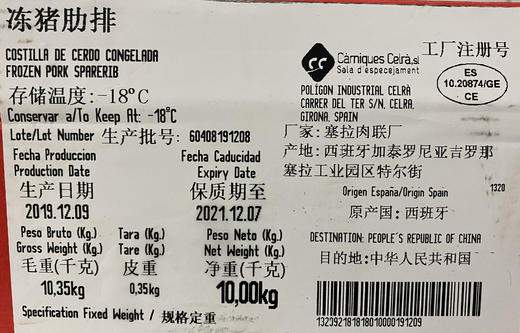 冻猪肋排
COSTILLA DE CERDO CONGELADA
FROZEN PORK SPARERIB
存储温度:-18°C
Conservar a/To Keep At: -18°C
Lote/Lot Number 生产批号: 60408191208
Fecha Produccion Fecha Caducidad
Production Date Expiry Date
生产日期 保质期至
2019.12.09 2021.12.07
Peso Bruto (Kg.) Tara (Kg.) Peso Neto (Kg.)
Gross Weight (Kg.) Tare (Kg.) Net Weight (Kg.)
毛重(千克) 皮重 净重(千克)
10,35kg 0,35kg 10,00kg
Specification Fixed Weight / 规格定重
Càrniques Celrà,sl
Sala d'especejament
工厂注册号
ES
10.20874/GE
CE
POLÍGON INDUSTRIAL CELRÀ
CARRER DEL TER S/N, CELRA,
GIRONA, SPAIN
厂家:塞拉肉联厂
产地:西班牙加泰罗尼亚吉罗那
塞拉工业园区特尔街
Origen España/Origin Spain 1320
原产国:西班牙
DESTINATION: PEOPLE'S REPUBLIC OF CHINA
目的地:中华人民共和国
1323921818181000019​1209